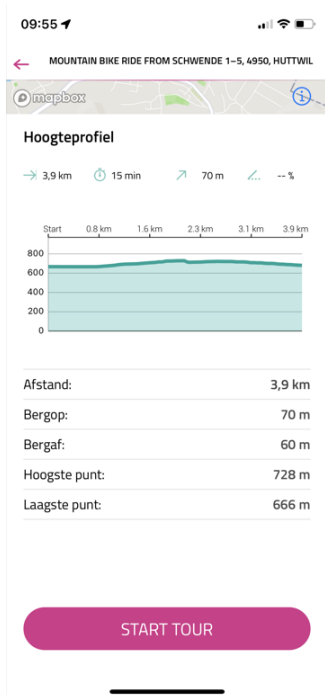 09:55
MOUNTAIN BIKE RIDE FROM SCHWENDE 1–5, 4950, HUTTWIL
mapbox
Hoogteprofiel
3,9 km 15 min 70 m -- %
Start 0.8 km 1.6 km 2.3 km 3.1 km 3.9 km
800
600
400
200
0
Afstand: 3,9 km
Bergop: 70 m
Bergaf: 60 m
Hoogste punt: 728 m
Laagste punt: 666 m
START TOUR